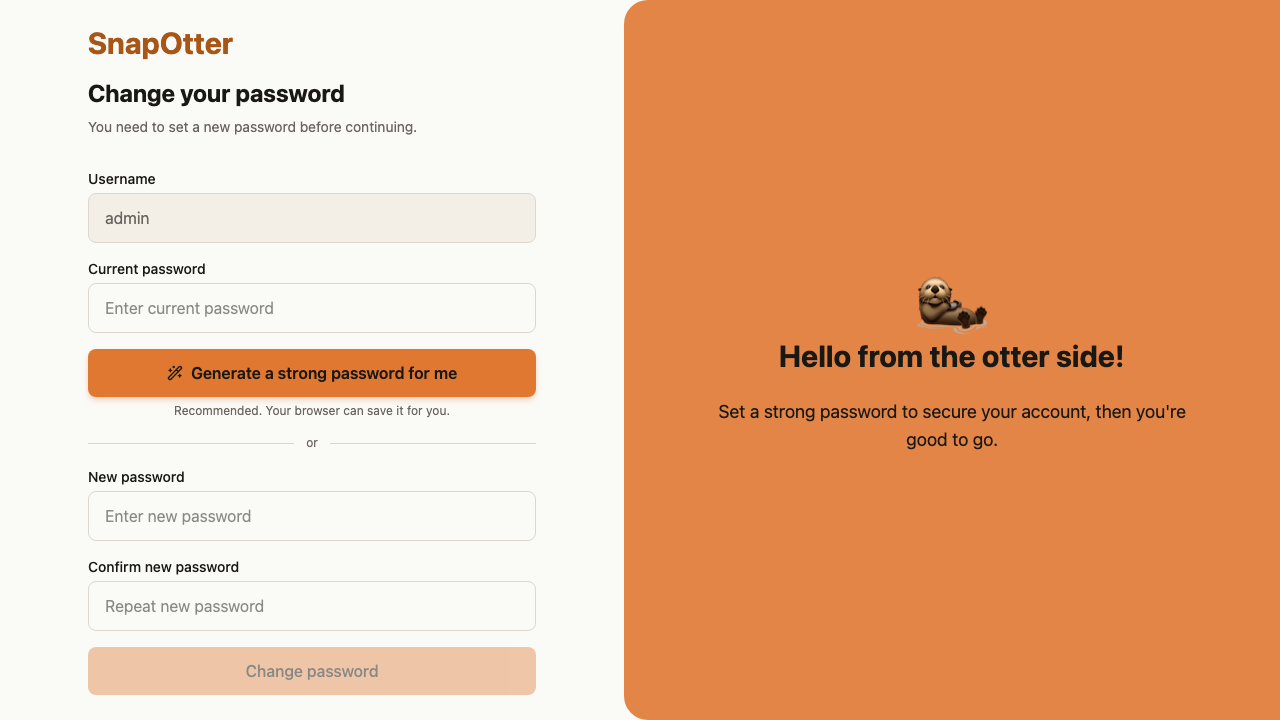 SnapOtter
Change your password
You need to set a new password before continuing.
Username
admin
Current password
Enter current password
Generate a strong password for me
Recommended. Your browser can save it for you.
or
New password
Enter new password
Confirm new password
Repeat new password
Change password
Hello from the otter side!
Set a strong password to secure your account, then you're
good to go.